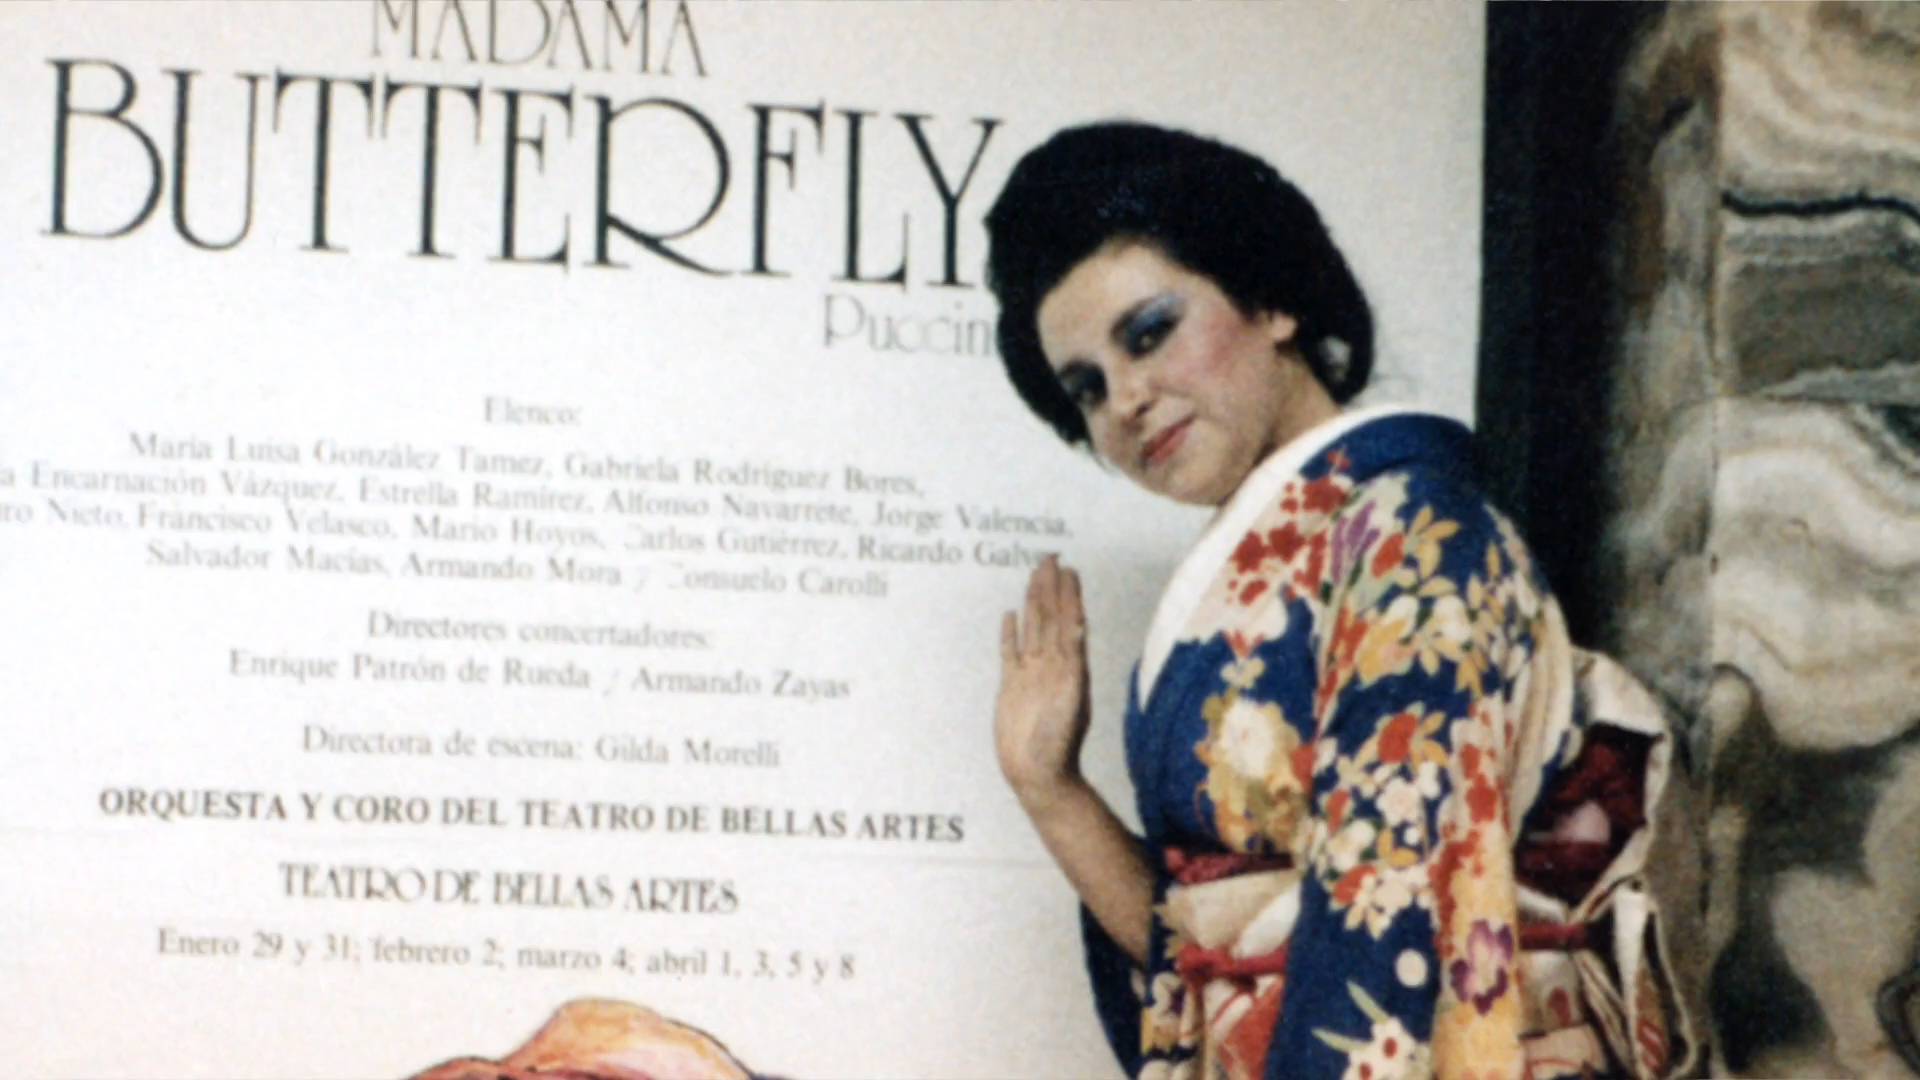 MADAMA
BUTTERFLY
Puccin
Elenco:
María Luisa González Tamez, Gabriela Rodríguez Bores,
a Encarnación Vázquez, Estrella Ramírez, Alfonso Navarrete, Jorge Valencia,
ro Nieto, Francisco Velasco, Mario Hoyos, Carlos Gutiérrez, Ricardo Galv
Salvador Macías, Armando Mora / Consuelo Carolli
Directores concertadores:
Enrique Patrón de Rueda / Armando Zayas
Directora de escena: Gilda Morelli
ORQUESTA Y CORO DEL TEATRO DE BELLAS ARTES
TEATRO DE BELLAS ARTES
Enero 29 y 31; febrero 2; marzo 4; abril 1, 3, 5 y 8